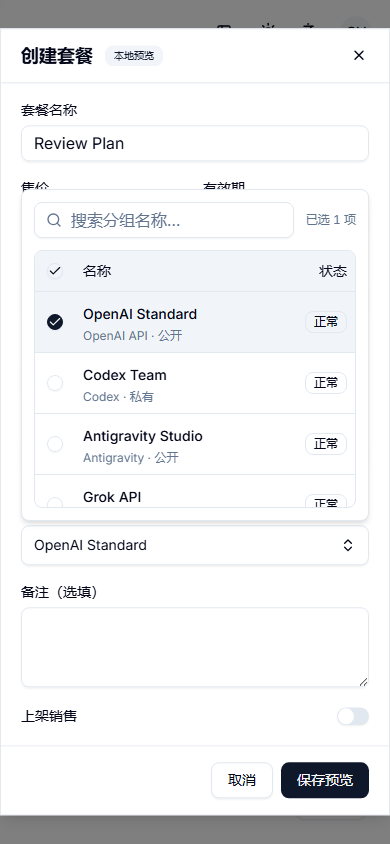 创建套餐 本地预览
套餐名称
Review Plan
售价 有效期
搜索分组名称... 已选 1 项
名称 状态
OpenAI Standard 正常
OpenAI API · 公开
Codex Team 正常
Codex · 私有
Antigravity Studio 正常
Antigravity · 公开
Grok API 正常
OpenAI Standard
备注（选填）
上架销售
取消 保存预览